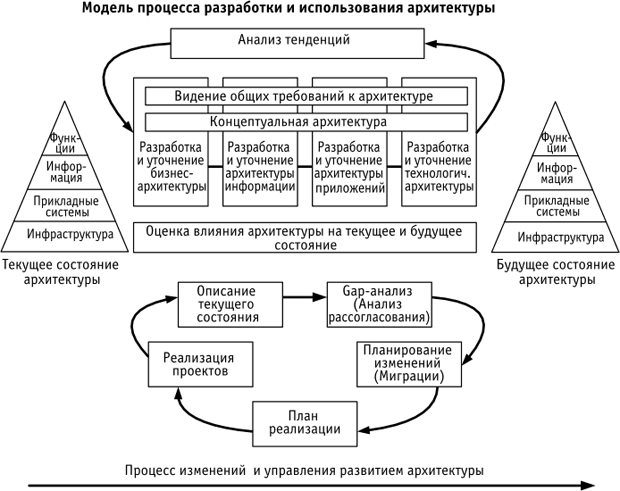 Модель процесса разработки и использования архитектуры
Анализ тенденций
Видение общих требований к архитектуре
Концептуальная архитектура
Разработка
и уточнение
бизнес-
архитектуры
Разработка
и уточнение
архитектуры
информации
Разработка
и уточнение
архитектуры
приложений
Разработка
и уточнение
технологич.
архитектуры
Оценка влияния архитектуры на текущее и будущее
состояние
Функ-
ции
Инфор-
мация
Прикладные
системы
Инфраструктура
Текущее состояние
архитектуры
Функ-
ции
Инфор-
мация
Прикладные
системы
Инфраструктура
Будущее состояние
архитектуры
Описание
текущего
состояния
Gap-анализ
(Анализ
рассогласования)
Реализация
проектов
Планирование
изменений
(Миграции)
План
реализации
Процесс изменений и управления развитием архитектуры